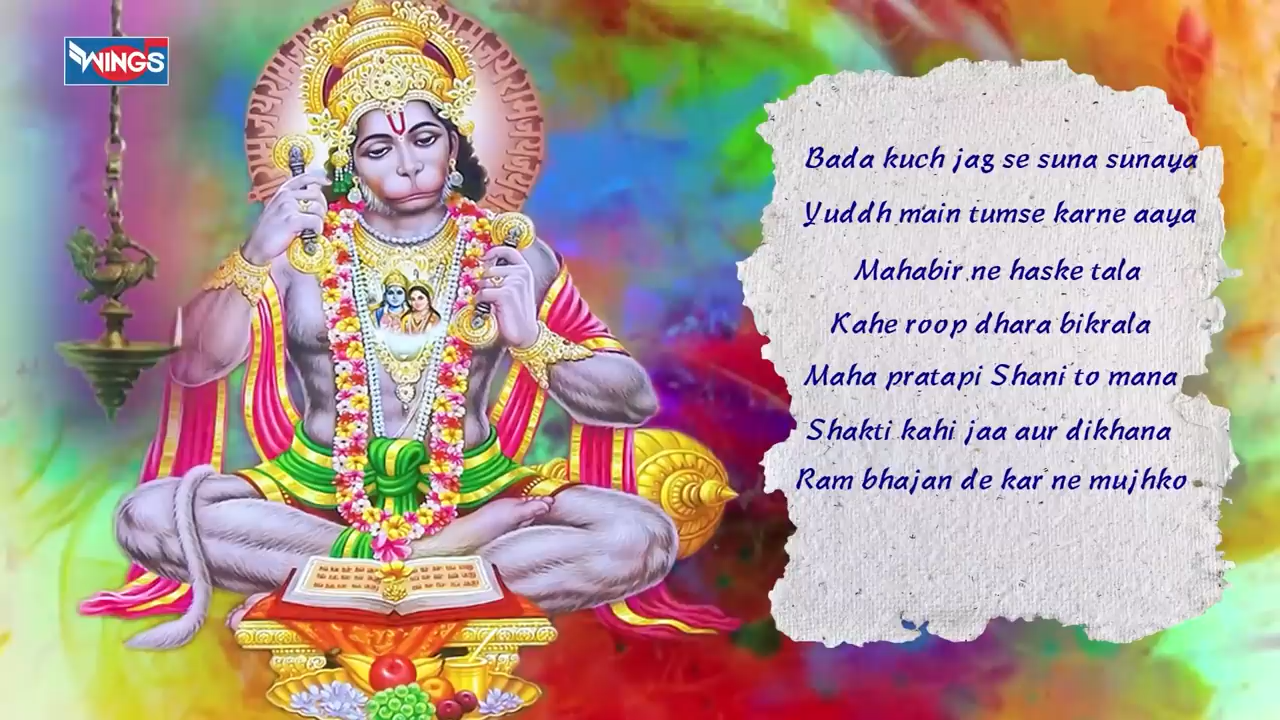 WINGS
Bada kuch jag se suna sunaya
Yuddh main tumse karne aaya
Mahabir ne haske tala
Kahe roop dhara bikrala
Maha pratapi Shani to mana
Shakti kahi jaa aur dikhana
Ram bhajan de kar ne mujhko